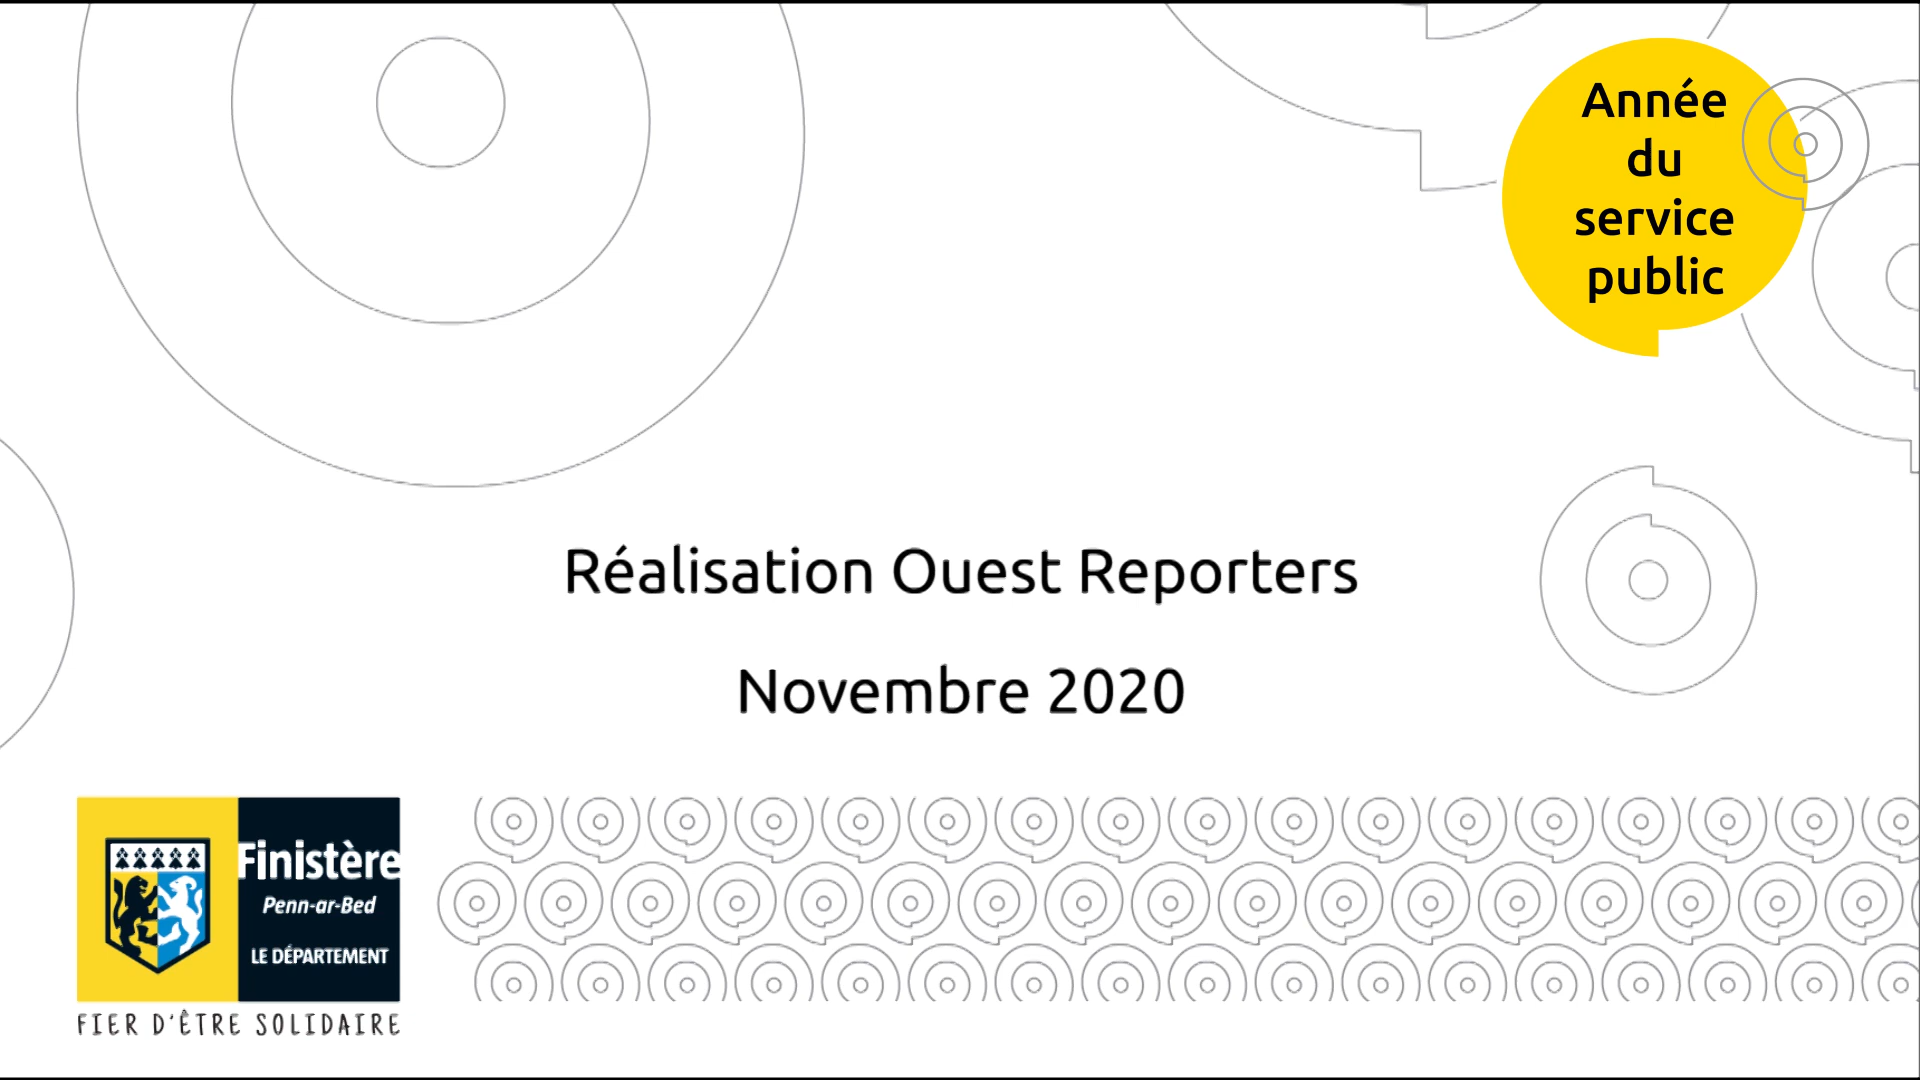 Année
du
service
public
Réalisation Ouest Reporters
Novembre 2020
Finistère
Penn-ar-Bed
LE DÉPARTEMENT
FIER D'ÊTRE SOLIDAIRE